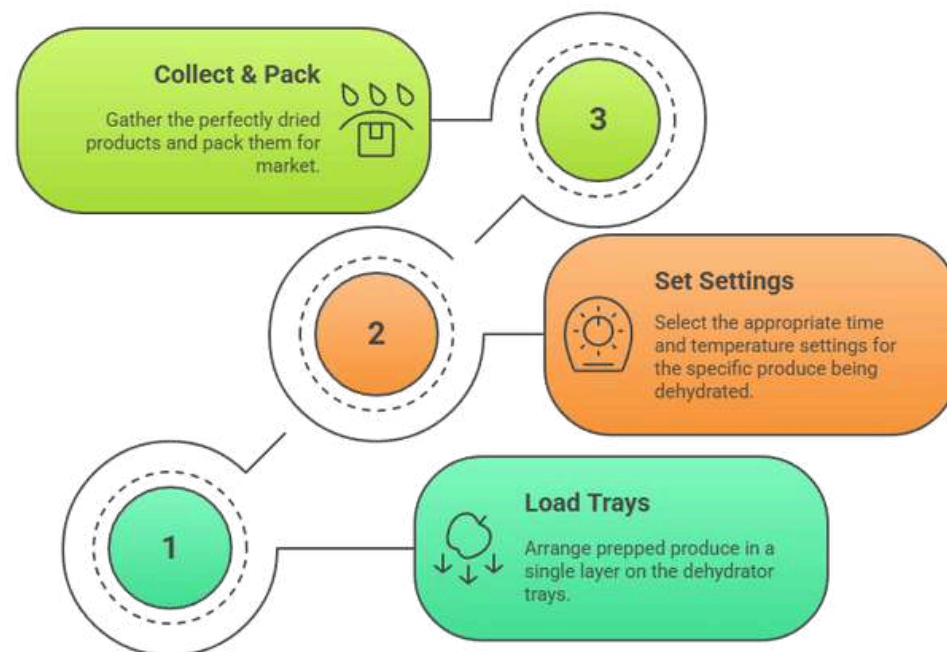 Collect & Pack
Gather the perfectly dried
products and pack them for
market.
3
2
Set Settings
Select the appropriate time
and temperature settings for
the specific produce being
dehydrated.
1
Load Trays
Arrange prepped produce in a
single layer on the dehydrator
trays.